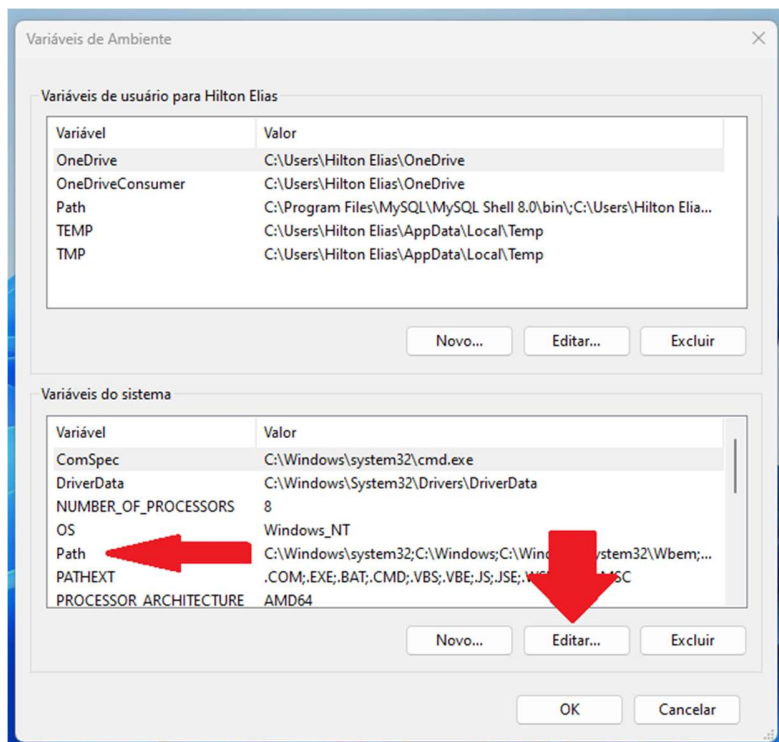 Variáveis de Ambiente
Variáveis de usuário para Hilton Elias
Variável Valor
OneDrive C:\Users\Hilton Elias\OneDrive
OneDriveConsumer C:\Users\Hilton Elias\OneDrive
Path C:\Program Files\MySQL\MySQL Shell 8.0\bin\;C:\Users\Hilton Elia...
TEMP C:\Users\Hilton Elias\AppData\Local\Temp
TMP C:\Users\Hilton Elias\AppData\Local\Temp
Novo... Editar... Excluir
Variáveis do sistema
Variável Valor
ComSpec C:\Windows\system32\cmd.exe
DriverData C:\Windows\System32\Drivers\DriverData
NUMBER_OF_PROCESSORS 8
OS Windows_NT
Path C:\Windows\system32;C:\Windows;C:\Wind ystem32\Wbem;...
PATHEXT .COM;.EXE;.BAT;.CMD;.VBS;.VBE;.JS;.JSE;
PROCESSOR_ARCHITECTURE AMD64
Novo... Editar... Excluir
OK Cancelar